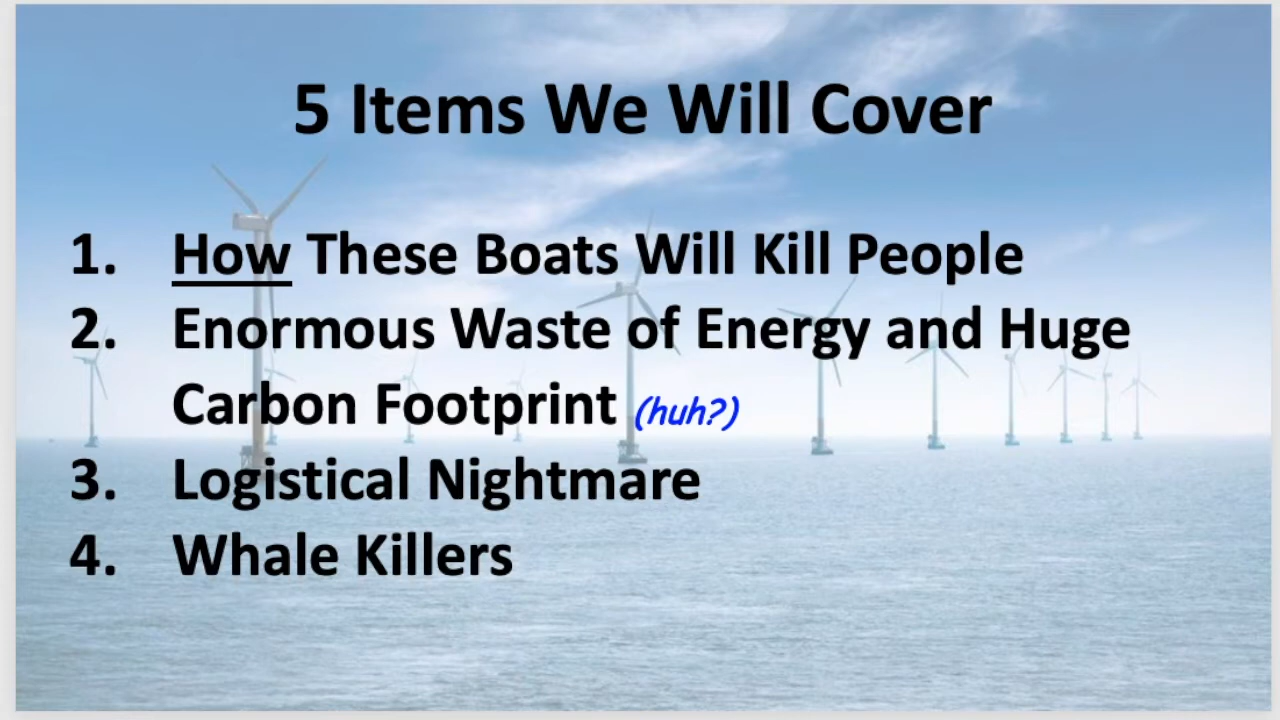 5 Items We Will Cover
1. How These Boats Will Kill People
2. Enormous Waste of Energy and Huge
Carbon Footprint (huh?)
3. Logistical Nightmare
4. Whale Killers